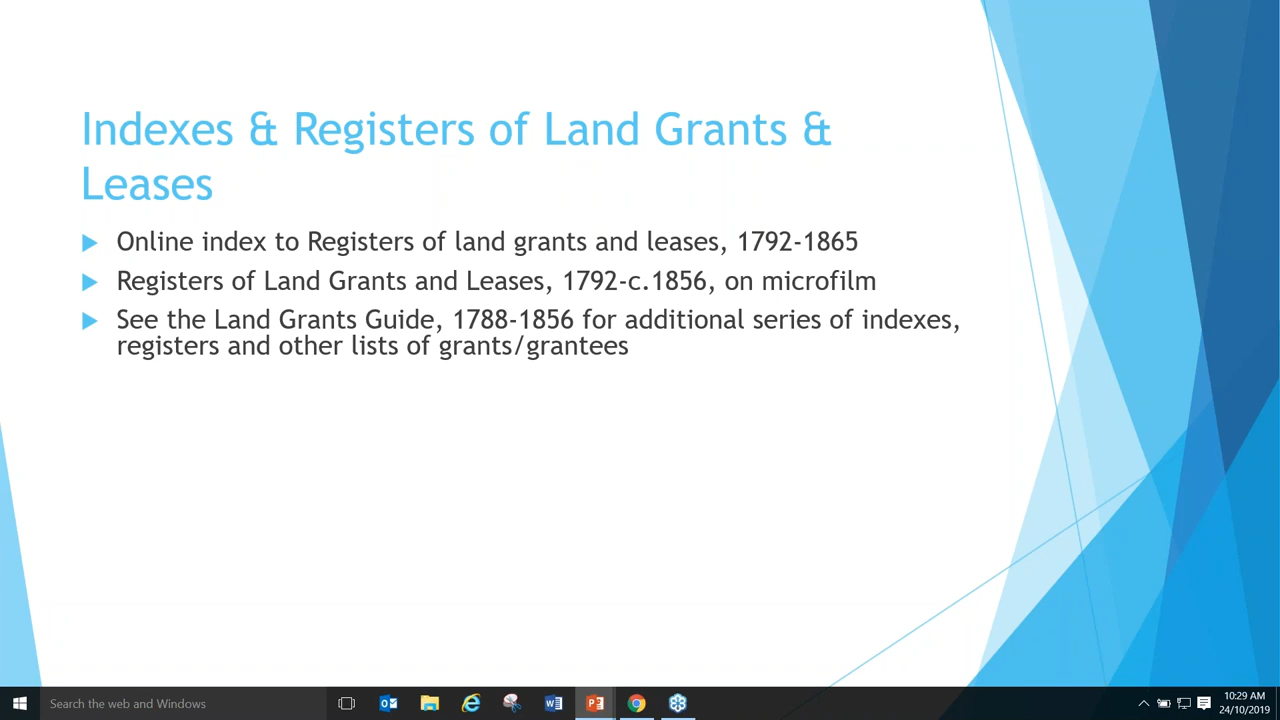 Indexes & Registers of Land Grants &
Leases
Online index to Registers of land grants and leases, 1792-1865
Registers of Land Grants and Leases, 1792-c.1856, on microfilm
See the Land Grants Guide, 1788-1856 for additional series of indexes,
registers and other lists of grants/grantees
Search the web and Windows
10:29 AM
24/10/2019